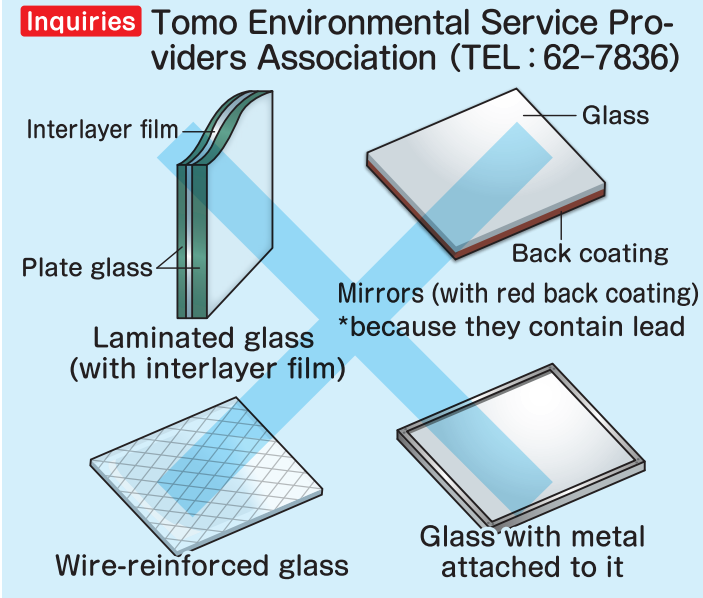 Inquiries Tomo Environmental Service Pro-
viders Association (TEL：62-7836)
Interlayer film
Plate glass
Laminated glass
(with interlayer film)
Glass
Back coating
Mirrors (with red back coating)
*because they contain lead
Wire-reinforced glass
Glass with metal
attached to it